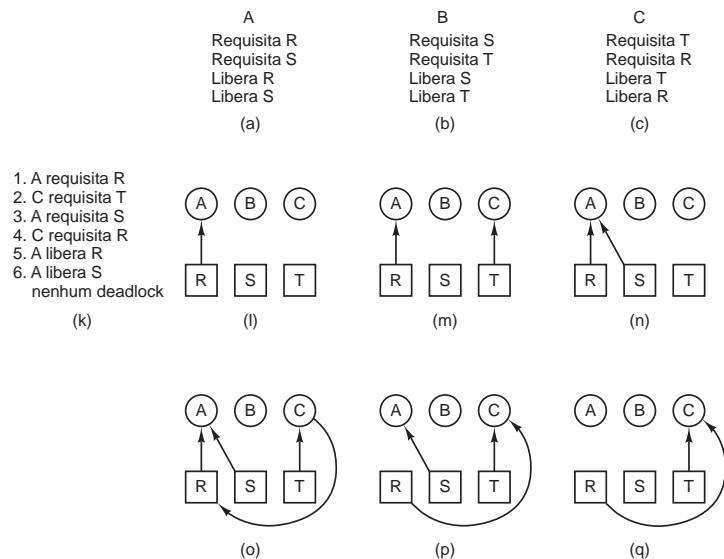 A B C
Requisita R Requisita S Requisita T
Requisita S Requisita T Requisita R
Libera R Libera S Libera T
Libera S Libera T Libera R
(a) (b) (c)
1. A requisita R
2. C requisita T
3. A requisita S
4. C requisita R
5. A libera R
6. A libera S
nenhum deadlock
(k)
A B C
R S T
(l)
A B C
R S T
(m)
A B C
R S T
(n)
A B C
R S T
(o)
A B C
R S T
(p)
A B C
R S T
(q)